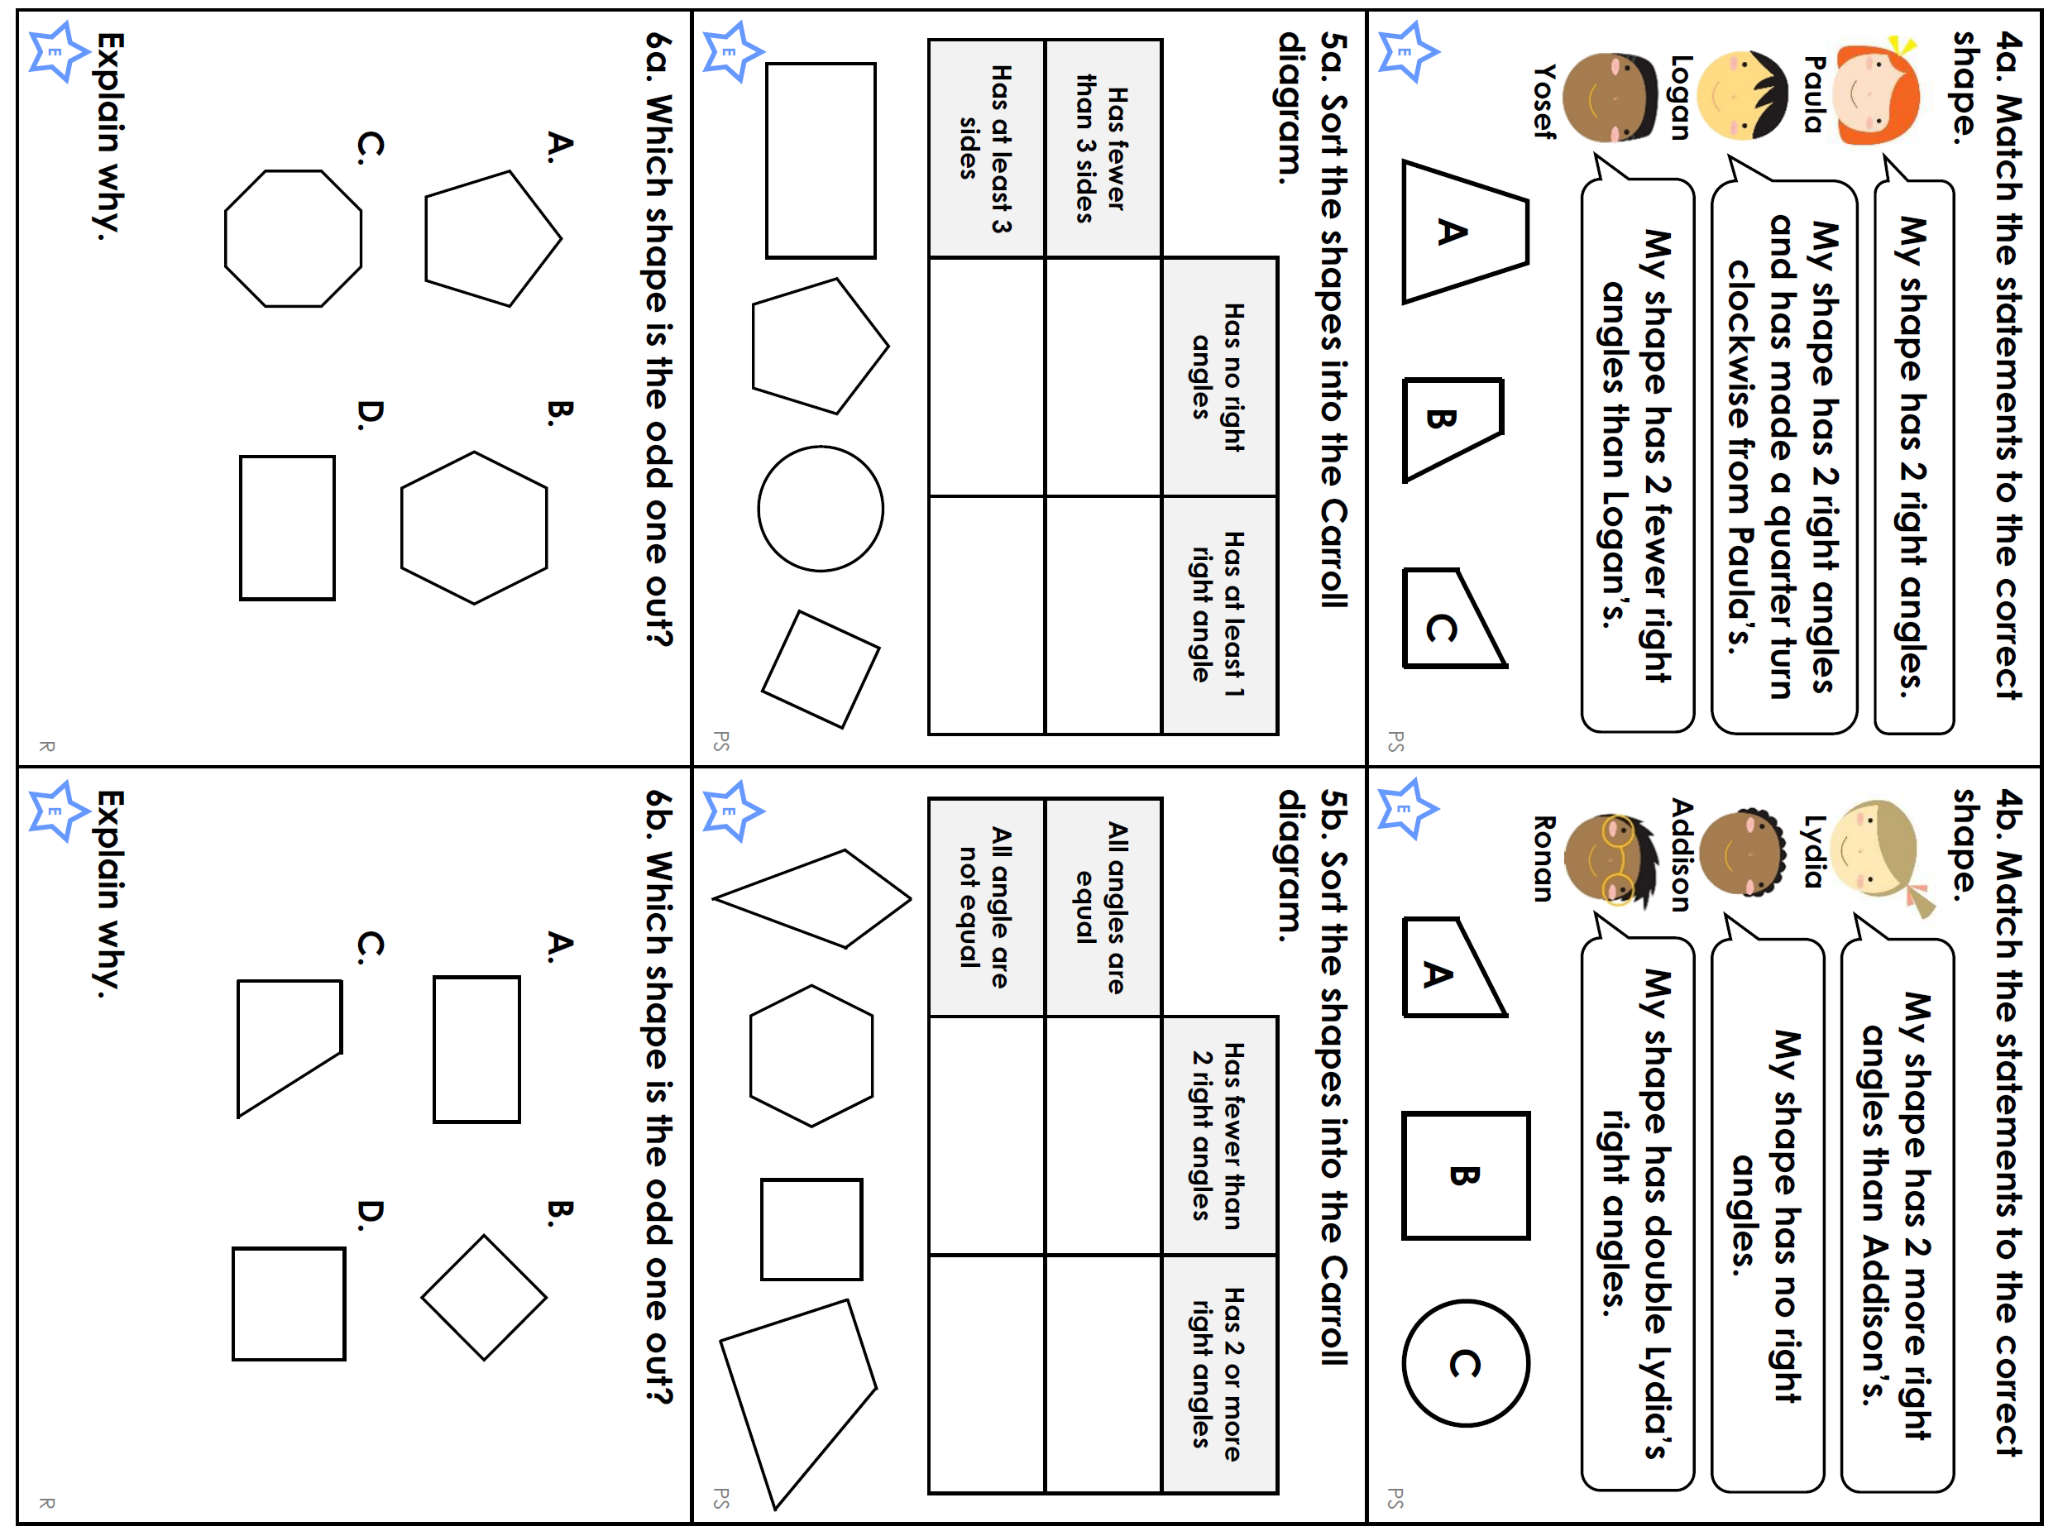 4a. Match the statements to the correct
shape.
Paula
My shape has 2 right angles.
Logan
My shape has 2 right angles
and has made a quarter turn
clockwise from Paula's.
Yosef
My shape has 2 fewer right
angles than Logan's.
A
B
C
E
PS
4b. Match the statements to the correct
shape.
Lydia
My shape has 2 more right
angles than Addison's.
Addison
My shape has no right
angles.
Ronan
My shape has double Lydia's
right angles.
A
B
C
E
PS
5a. Sort the shapes into the Carroll
diagram.
Has no right
angles
Has at least 1
right angle
Has fewer
than 3 sides
Has at least 3
sides
E
PS
5b. Sort the shapes into the Carroll
diagram.
Has fewer than
2 right angles
Has 2 or more
right angles
All angles are
equal
All angle are
not equal
E
PS
6a. Which shape is the odd one out?
A.
B.
C.
D.
Explain why.
E
R
6b. Which shape is the odd one out?
A.
B.
C.
D.
Explain why.
E
R